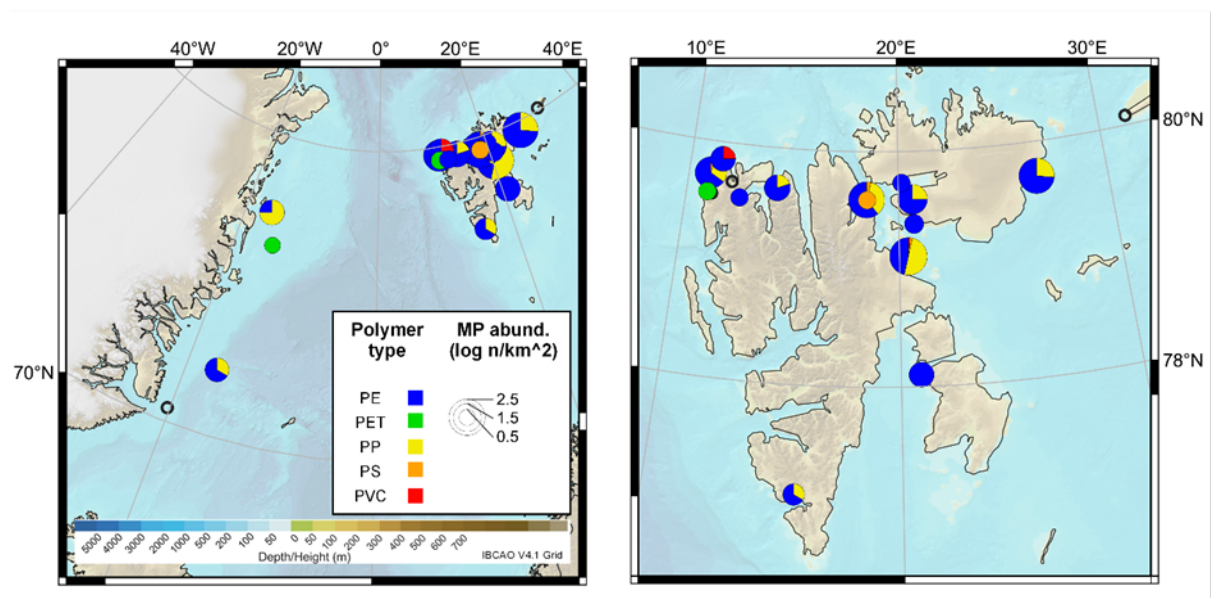 40°W 20°W 0° 20°E 40°E
70°N
Polymer type
MP abund. (log n/km^2)
PE
PET
PP
PS
PVC
2.5
1.5
0.5
5000 4000 3000 2000 1000 500 200 100 50 0 50 100 200 300 400 500 600 700
Depth/Height (m)
IBCAO V4.1 Grid
10°E 20°E 30°E
80°N
78°N